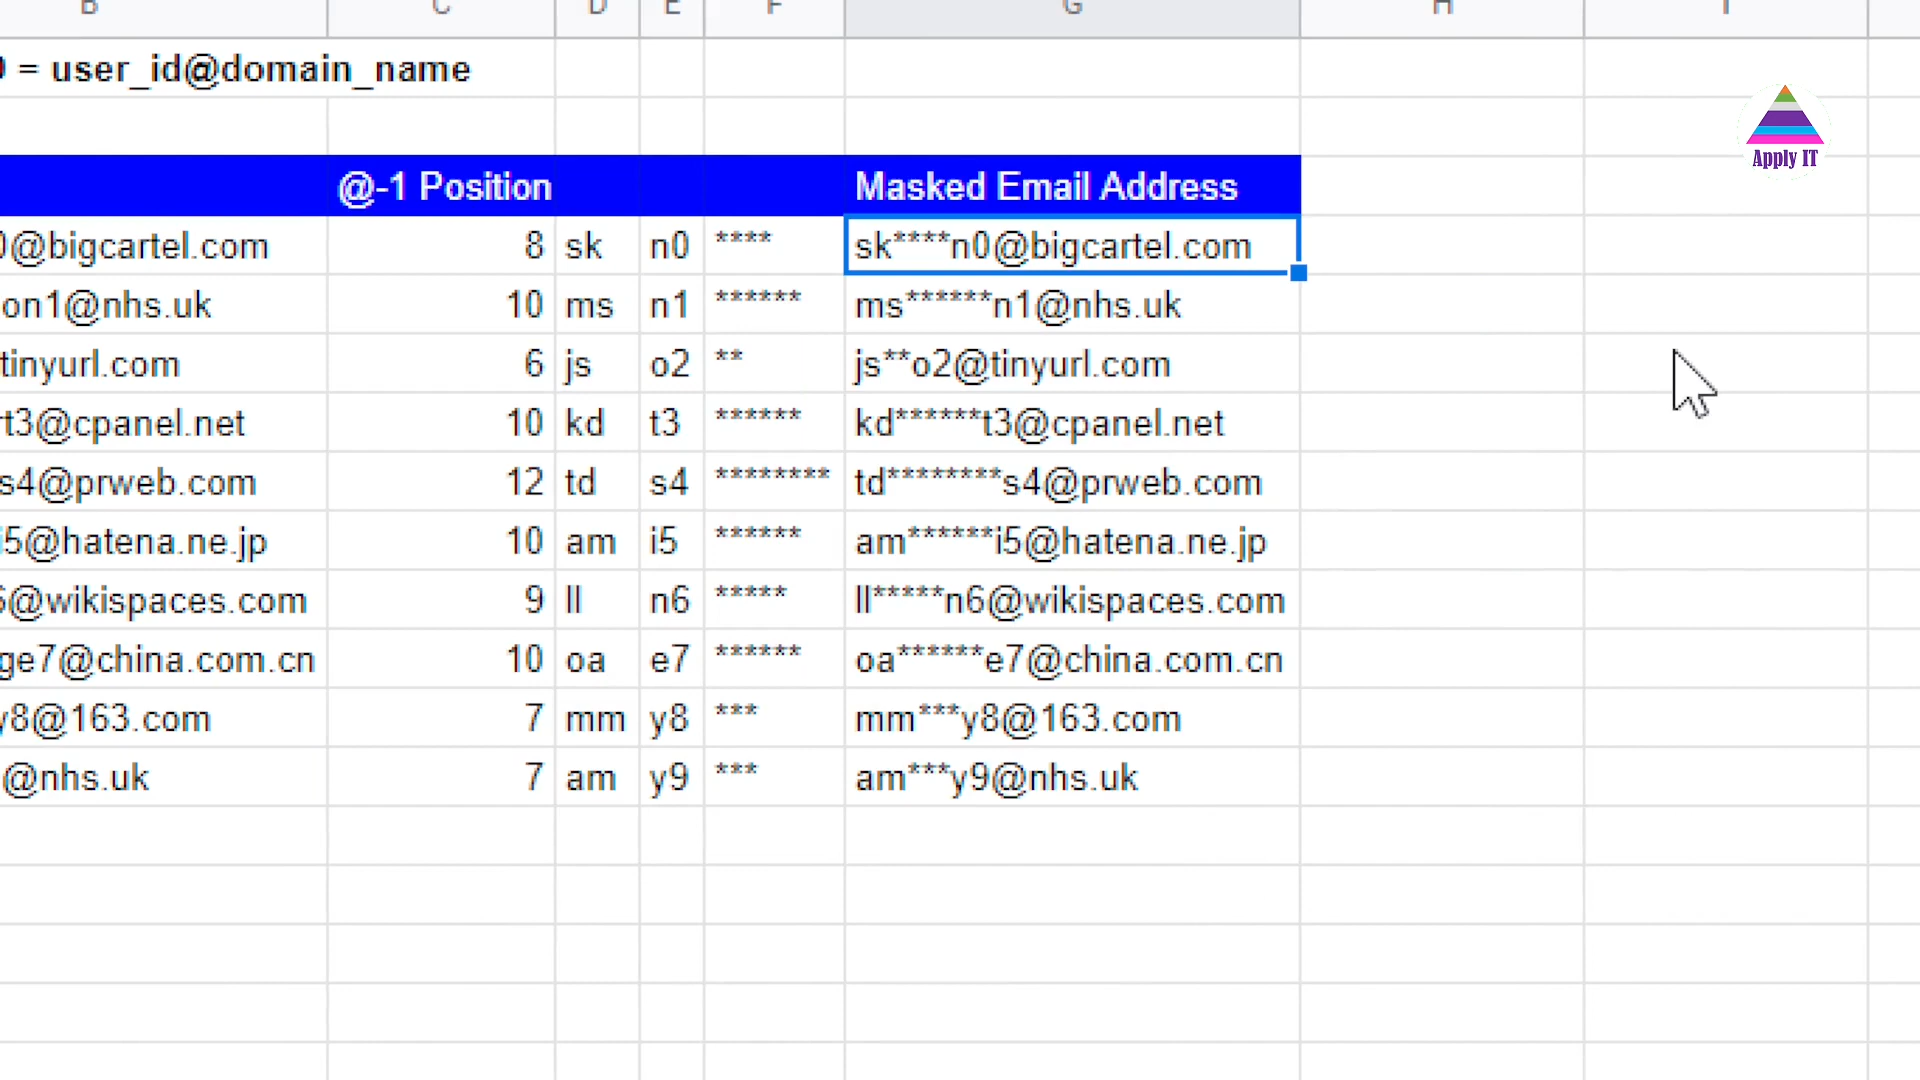 B C D E F G H I
= user_id@domain_name
@-1 Position Masked Email Address
0@bigcartel.com 8 sk n0 **** sk****n0@bigcartel.com
on1@nhs.uk 10 ms n1 ****** ms******n1@nhs.uk
tinyurl.com 6 js o2 ** js**o2@tinyurl.com
t3@cpanel.net 10 kd t3 ****** kd******t3@cpanel.net
s4@prweb.com 12 td s4 ******** td********s4@prweb.com
i5@hatena.ne.jp 10 am i5 ****** am******i5@hatena.ne.jp
6@wikispaces.com 9 ll n6 ***** ll*****n6@wikispaces.com
ge7@china.com.cn 10 oa e7 ****** oa******e7@china.com.cn
y8@163.com 7 mm y8 *** mm***y8@163.com
@nhs.uk 7 am y9 *** am***y9@nhs.uk
Apply IT